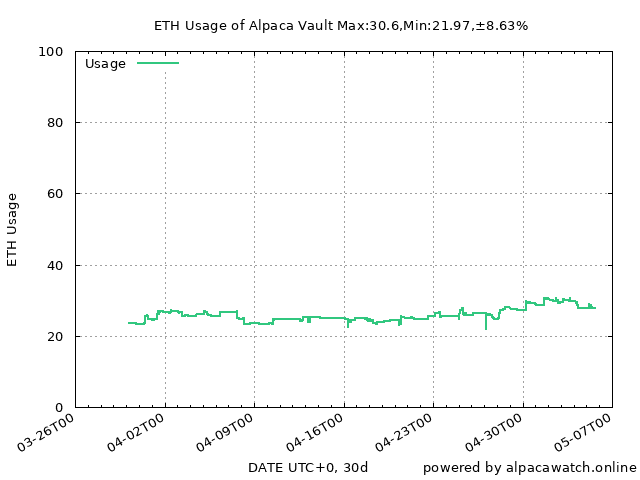 ETH Usage of Alpaca Vault Max:30.6,Min:21.97,±8.63%
100
Usage
80
60
ETH Usage
40
20
0
03-26T00 04-02T00 04-09T00 04-16T00 04-23T00 04-30T00 05-07T00
DATE UTC+0, 30d powered by alpacawatch.online